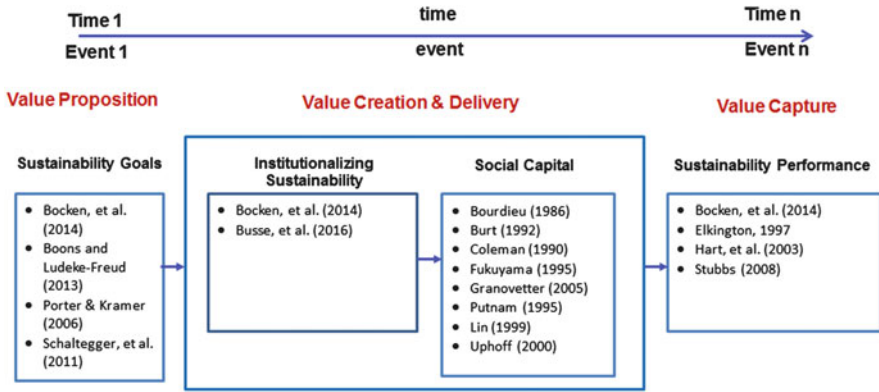 Time 1
time
Time n
Event 1
event
Event n
Value Proposition
Value Creation & Delivery
Value Capture
Sustainability Goals
• Bocken, et al.
(2014)
• Boons and
Ludeke-Freud
(2013)
• Porter & Kramer
(2006)
• Schaltegger, et al.
(2011)
Institutionalizing
Sustainability
• Bocken, et al. (2014)
• Busse, et al. (2016)
Social Capital
• Bourdieu (1986)
• Burt (1992)
• Coleman (1990)
• Fukuyama (1995)
• Granovetter (2005)
• Putnam (1995)
• Lin (1999)
• Uphoff (2000)
Sustainability Performance
• Bocken, et al. (2014)
• Elkington, 1997
• Hart, et al. (2003)
• Stubbs (2008)